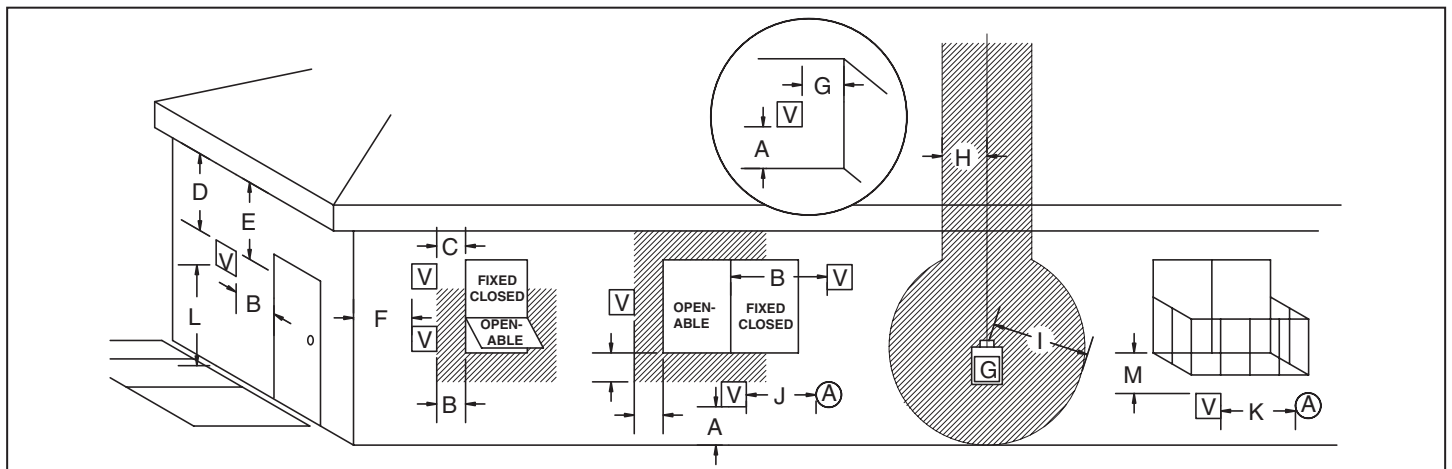 G
V
A
H
D
E
C
V
V
FIXED
CLOSED
B
V
V
B
L
F
OPEN-
ABLE
V
OPEN-
ABLE
FIXED
CLOSED
I
G
M
B
V
J
A
A
V
K
A